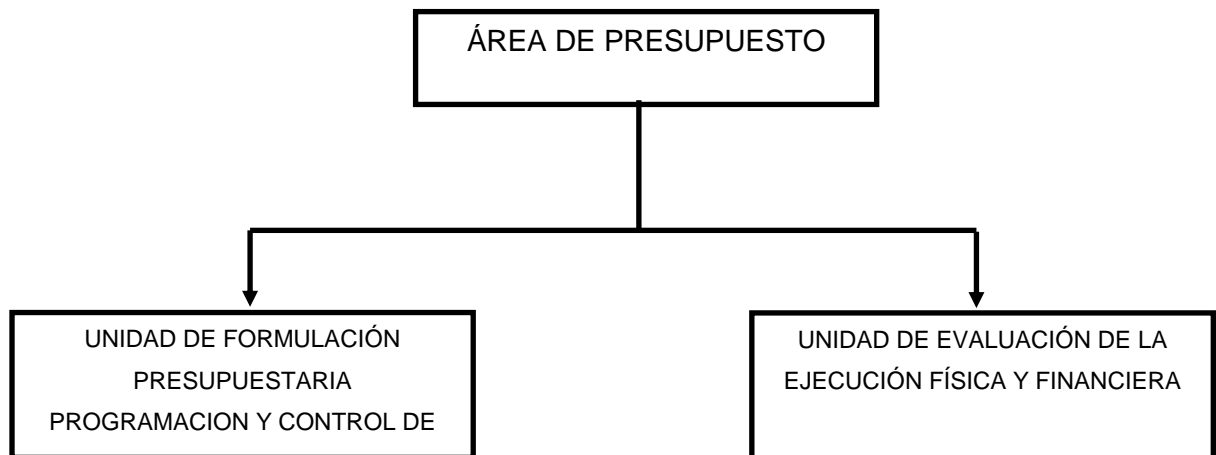 ÁREA DE PRESUPUESTO
UNIDAD DE FORMULACIÓN
PRESUPUESTARIA
PROGRAMACION Y CONTROL DE
UNIDAD DE EVALUACIÓN DE LA
EJECUCIÓN FÍSICA Y FINANCIERA